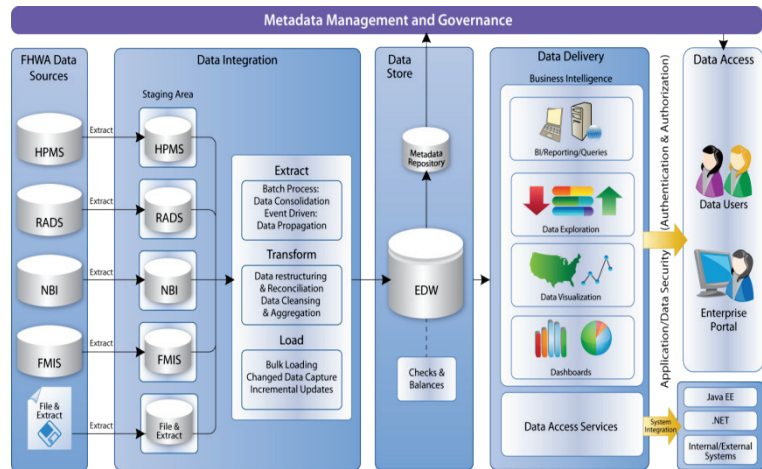 Metadata Management and Governance
FHWA Data
Sources
HPMS
RADS
NBI
FMIS
File &
Extract
Extract
Extract
Extract
Extract
Extract
Data Integration
Staging Area
HPMS
RADS
NBI
FMIS
File &
Extract
Extract
Batch Process:
Data Consolidation
Event Driven:
Data Propagation
Transform
Data restructuring
& Reconciliation
Data Cleansing
& Aggregation
Load
Bulk Loading
Changed Data Capture
Incremental Updates
Data
Store
Metadata
Repository
EDW
Checks &
Balances
Data Delivery
Business Intelligence
BI/Reporting/Queries
Data Exploration
Data Visualization
Dashboards
Data Access Services
Application/Data Security (Authentication & Authorization)
System
Integration
Data Access
Data Users
Enterprise
Portal
Java EE
.NET
Internal/External
Systems